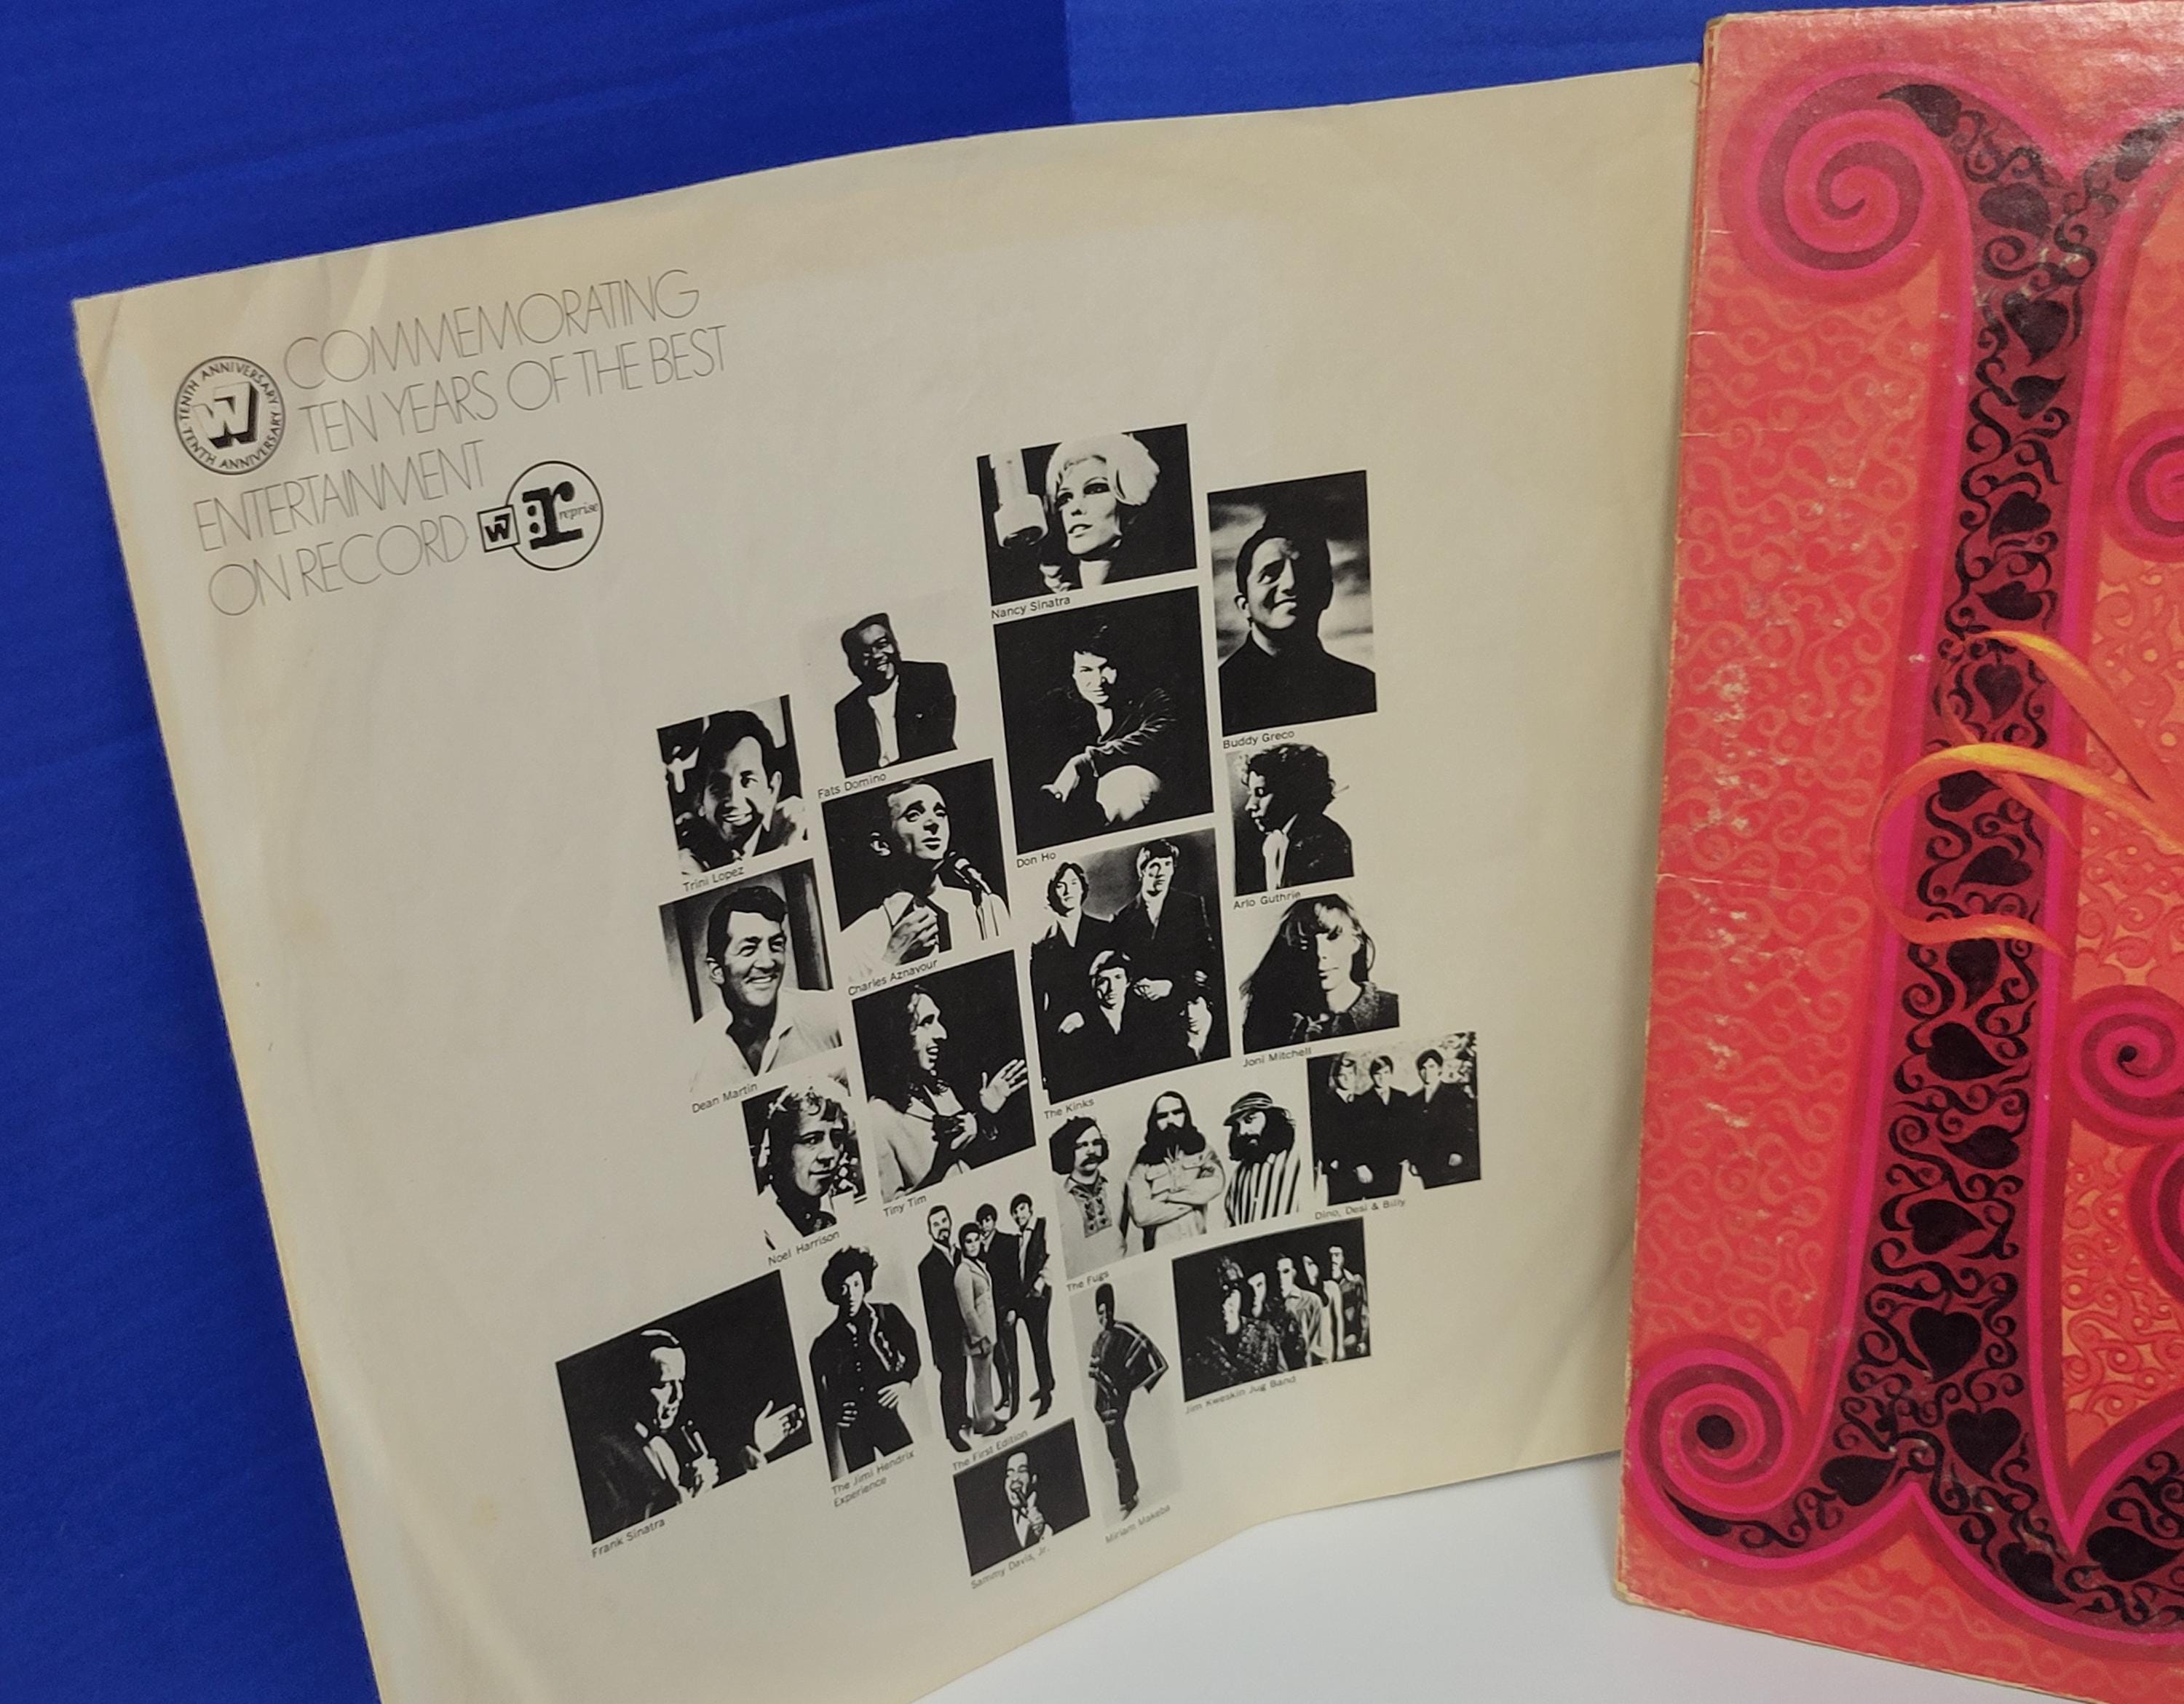 COMMEMORATING
TEN YEARS OF THE BEST
ENTERTAINMENT
ON RECORD
TENTH ANNIVERSARY · TENTH ANNIVERSARY ·
W
W
r
reprise:
Nancy Sinatra
Buddy Greco
Fats Domino
Trini Lopez
Don Ho
Arlo Guthrie
Charles Aznavour
Joni Mitchell
Dean Martin
The Kinks
Tiny Tim
Dino, Desi & Billy
Noel Harrison
The Fugs
Jim Kweskin Jug Band
The First Edition
The Jimi Hendrix
Experience
Frank Sinatra
Miriam Makeba
Sammy Davis, Jr.